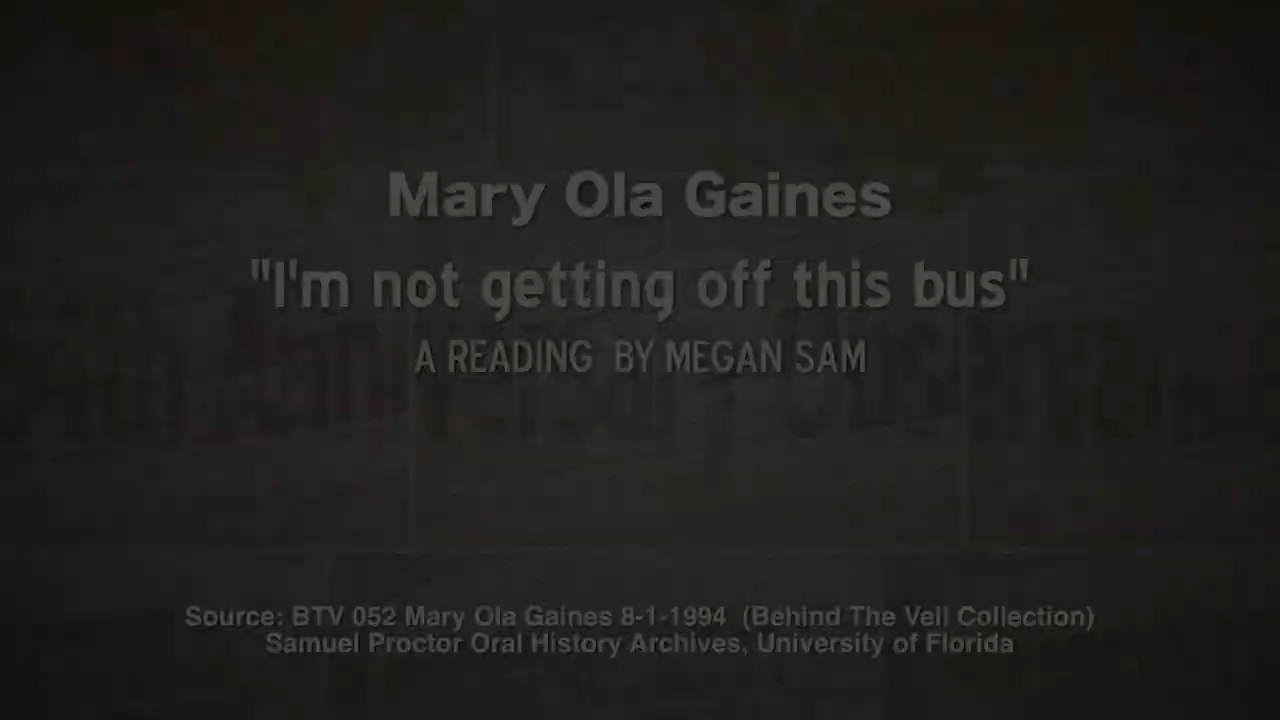 Mary Ola Gaines
"I'm not getting off this bus"
A READING BY MEGAN SAM
Source: BTV 052 Mary Ola Gaines 8-1-1994 (Behind The Veil Collection)
Samuel Proctor Oral History Archives, University of Florida